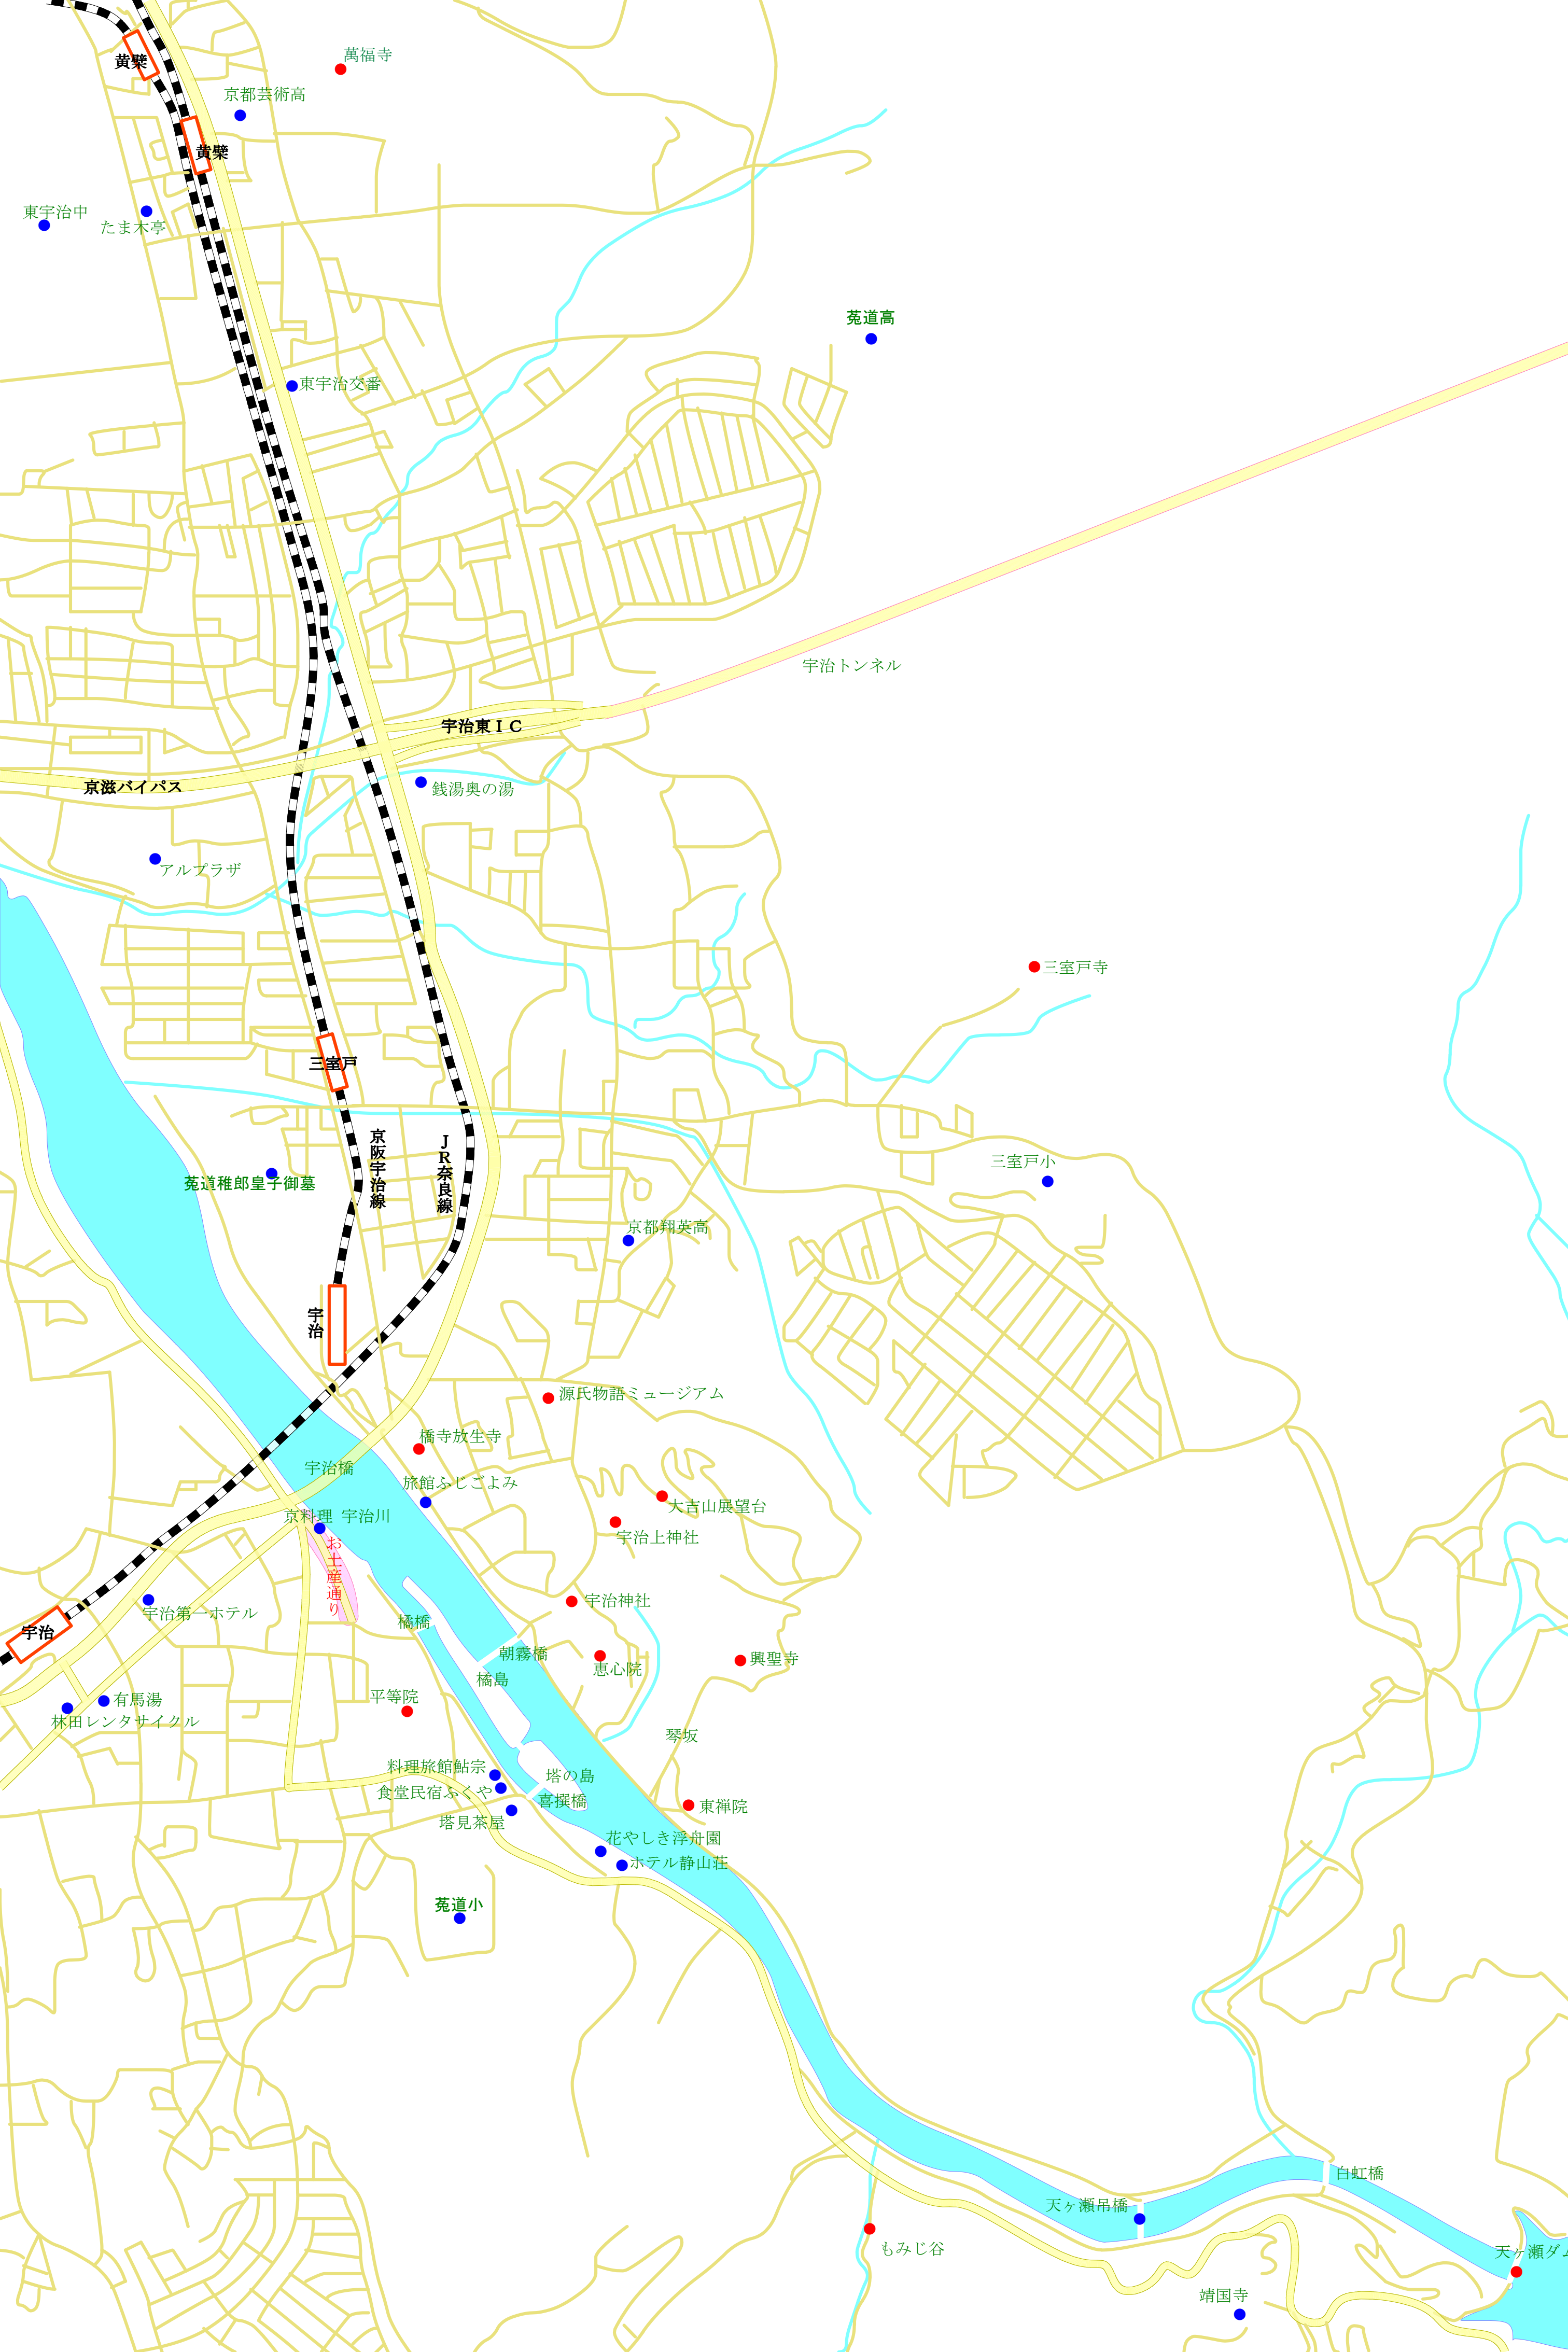 萬福寺
黄檗
京都芸術高
黄檗
東宇治中
たま木亭
菟道高
東宇治交番
宇治トンネル
宇治東ＩＣ
京滋バイパス
銭湯奥の湯
アルプラザ
三室戸寺
三室戸
京阪宇治線
ＪＲ奈良線
三室戸小
菟道稚郎皇子御墓
京都翔英高
宇治
源氏物語ミュージアム
橋寺放生寺
宇治橋
旅館ふじごよみ
大吉山展望台
京料理 宇治川
宇治上神社
お土産通り
宇治神社
宇治第一ホテル
橘橋
宇治
朝霧橋
興聖寺
恵心院
橘島
平等院
有馬湯
林田レンタサイクル
琴坂
料理旅館鮎宗
塔の島
食堂民宿ふくや
喜撰橋
東禅院
塔見茶屋
花やしき浮舟園
ホテル静山荘
菟道小
白虹橋
天ヶ瀬吊橋
もみじ谷
天ヶ瀬ダム
靖国寺